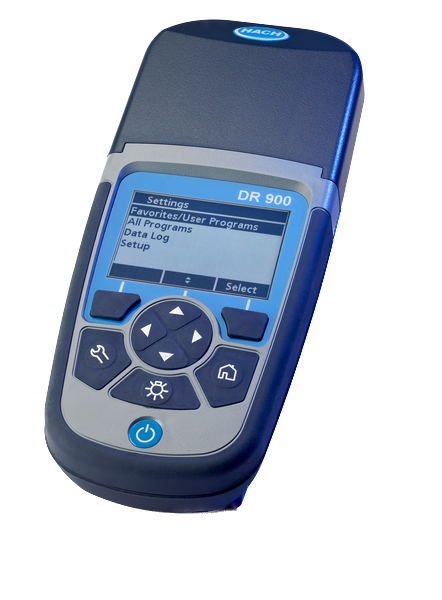 HACH
DR 900
Settings
Favorites/User Programs
All Programs
Data Log
Setup
Select